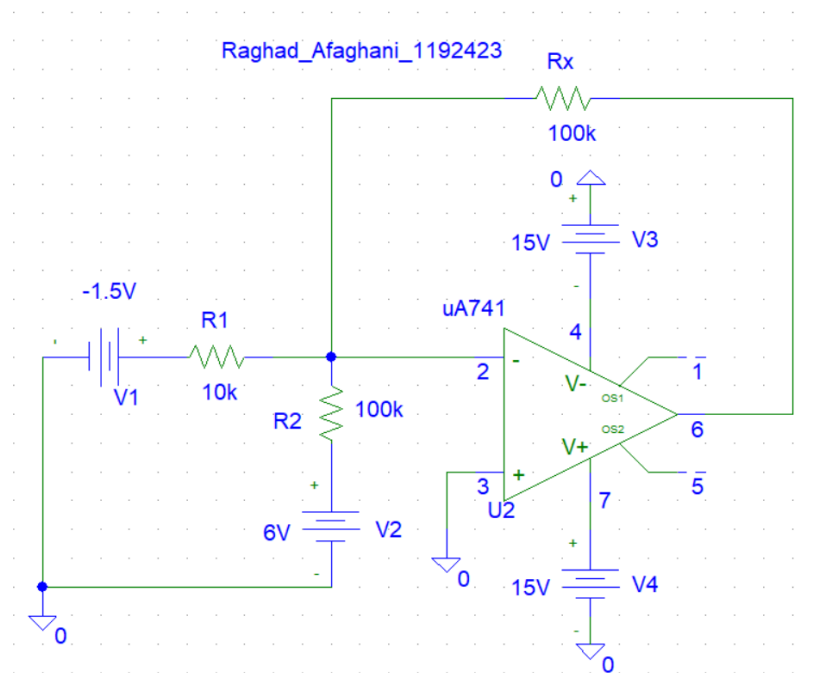 Raghad_Afaghani_1192423
Rx
100k
0
+
15V
V3
-
-1.5V
uA741
R1
4
-
+
2
-
1
V-
V1
10k
R2
100k
OS1
6
OS2
V+
+
3
+
5
U2
7
6V
V2
+
-
0
15V
V4
0
-
0